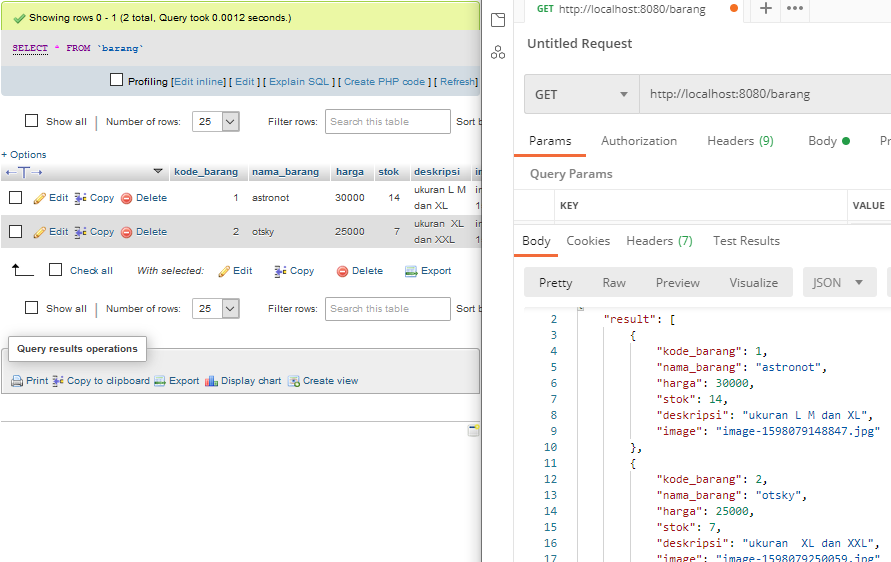 Showing rows 0 - 1 (2 total, Query took 0.0012 seconds.)
SELECT * FROM `barang`
Profiling [Edit inline] [ Edit ] [ Explain SQL ] [ Create PHP code ] [ Refresh]
Show all | Number of rows: 25 Filter rows: Search this table Sort b
+ Options
←T→ kode_barang nama_barang harga stok deskripsi in
Edit Copy Delete 1 astronot 30000 14 ukuran L M dan XL
Edit Copy Delete 2 otsky 25000 7 ukuran  XL dan XXL
Check all With selected: Edit Copy Delete Export
Show all | Number of rows: 25 Filter rows: Search this table Sort b
Query results operations
Print Copy to clipboard Export Display chart Create view
GET http://localhost:8080/barang + •••
Untitled Request
GET http://localhost:8080/barang
Params Authorization Headers (9) Body Pr
Query Params
KEY VALUE
Body Cookies Headers (7) Test Results
Pretty Raw Preview Visualize JSON
2 "result": [
3 {
4 "kode_barang": 1,
5 "nama_barang": "astronot",
6 "harga": 30000,
7 "stok": 14,
8 "deskripsi": "ukuran L M dan XL",
9 "image": "image-1598079148847.jpg"
10 },
11 {
12 "kode_barang": 2,
13 "nama_barang": "otsky",
14 "harga": 25000,
15 "stok": 7,
16 "deskripsi": "ukuran  XL dan XXL",
17 "image": "image-1598079250059.jpg"